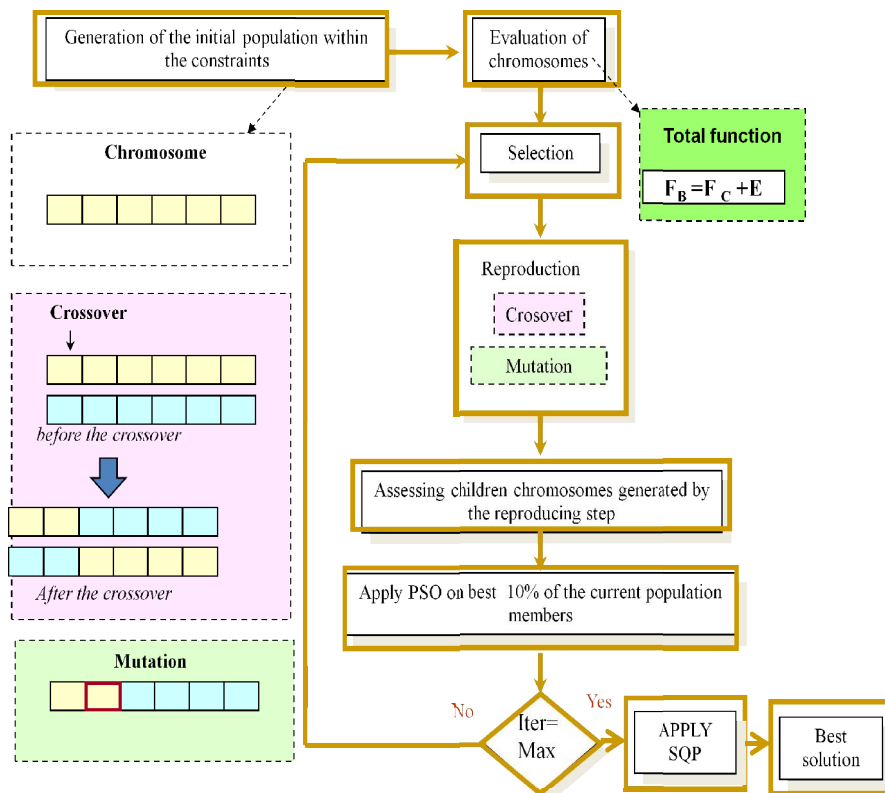 Generation of the initial population within
the constraints
Evaluation of
chromosomes
Chromosome
Selection
Total function
F B =F C +E
Reproduction
Crosover
Mutation
Crossover
before the crossover
After the crossover
Assessing children chromosomes generated by
the reproducing step
Apply PSO on best 10% of the current population
members
Mutation
No
Iter=
Max
Yes
APPLY
SQP
Best
solution